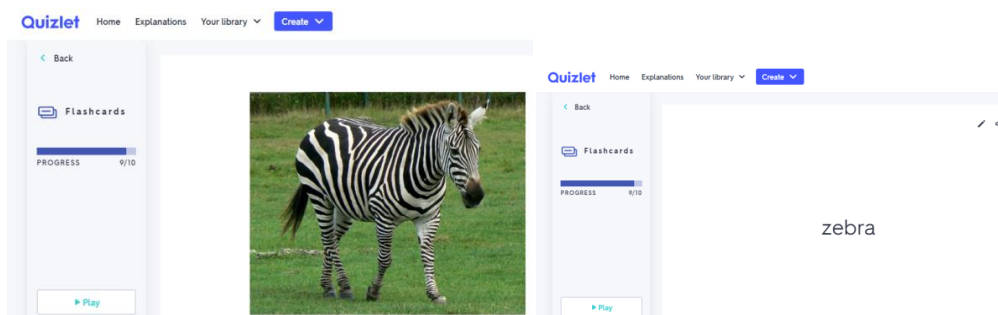 Quizlet Home Explanations Your library Create
Back
Flashcards
PROGRESS 9/10
Play
Quizlet Home Explanations Your library Create
Back
Flashcards
PROGRESS 9/10
zebra
Play